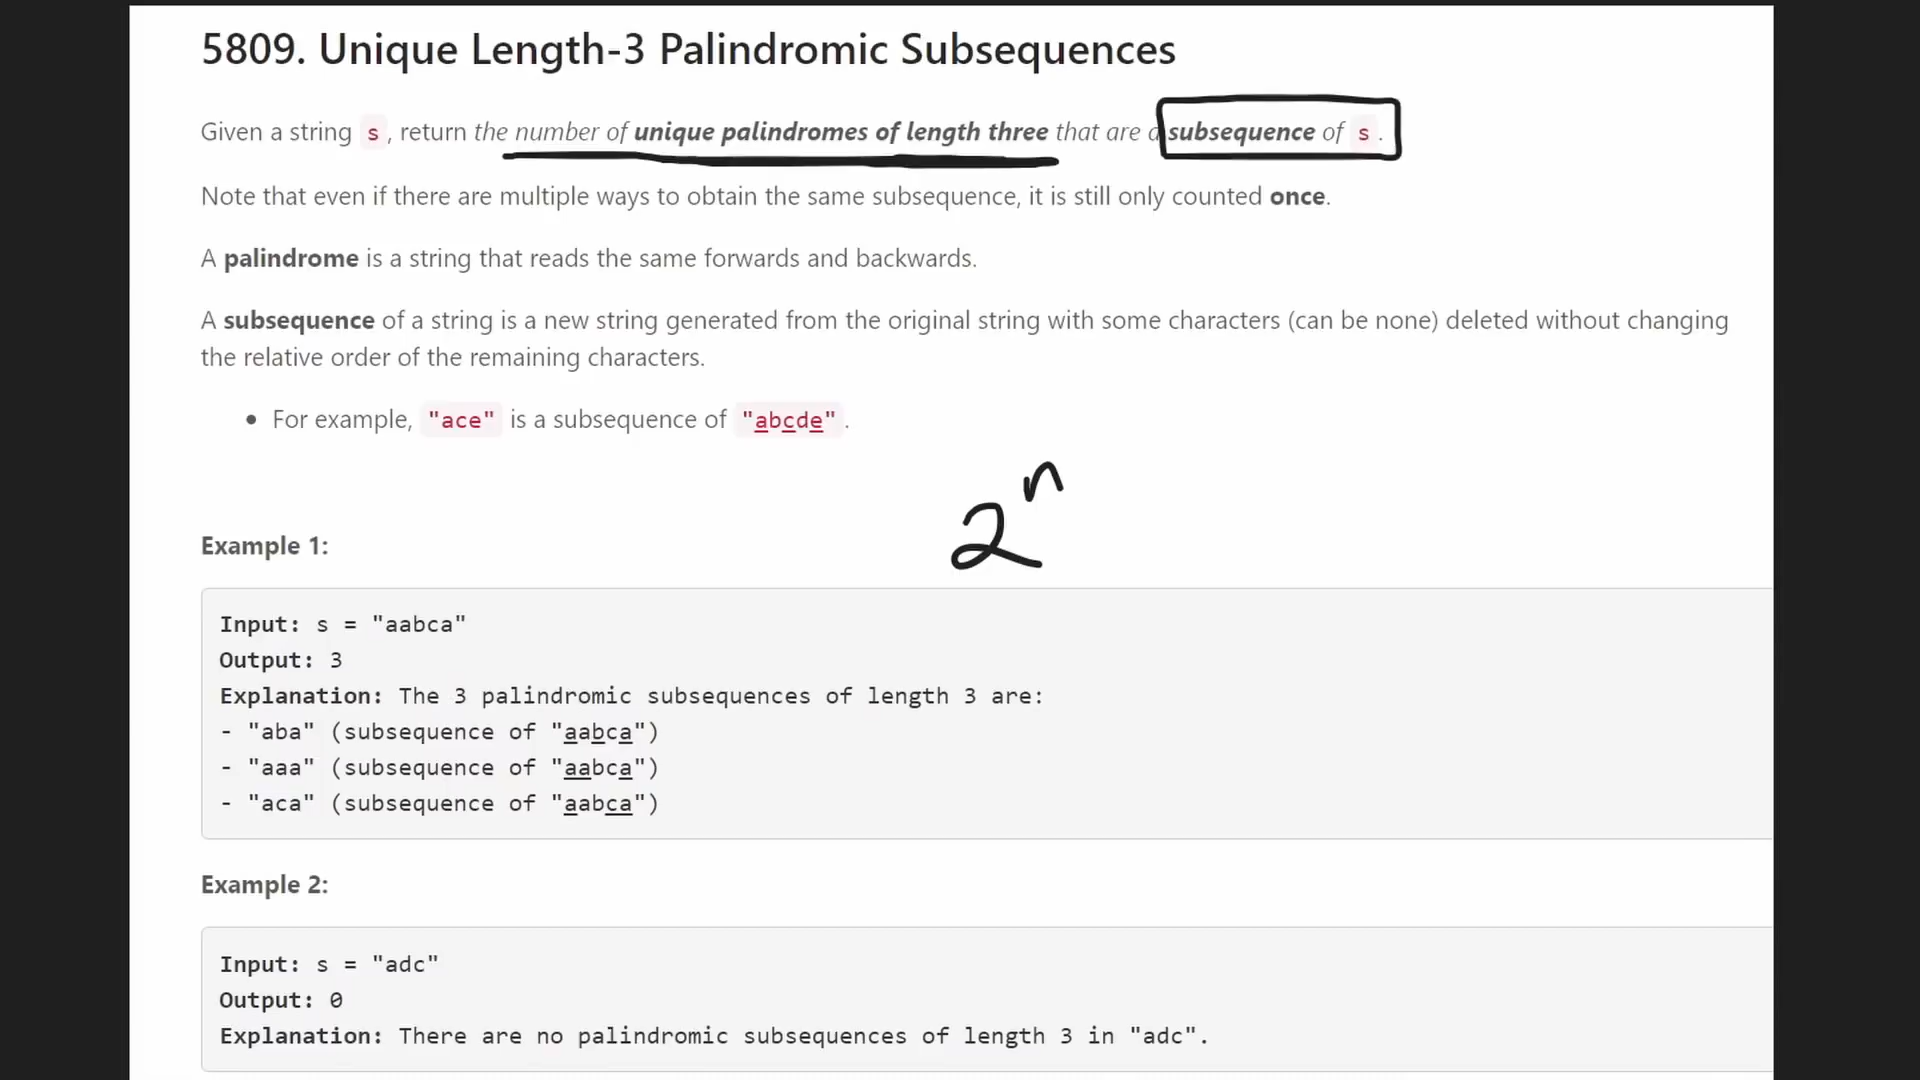 5809. Unique Length-3 Palindromic Subsequences
Given a string s, return the number of unique palindromes of length three that are a subsequence of s.
Note that even if there are multiple ways to obtain the same subsequence, it is still only counted once.
A palindrome is a string that reads the same forwards and backwards.
A subsequence of a string is a new string generated from the original string with some characters (can be none) deleted without changing
the relative order of the remaining characters.
• For example, "ace" is a subsequence of "abcde".
2^n
Example 1:
Input: s = "aabca"
Output: 3
Explanation: The 3 palindromic subsequences of length 3 are:
- "aba" (subsequence of "aabca")
- "aaa" (subsequence of "aabca")
- "aca" (subsequence of "aabca")
Example 2:
Input: s = "adc"
Output: 0
Explanation: There are no palindromic subsequences of length 3 in "adc".